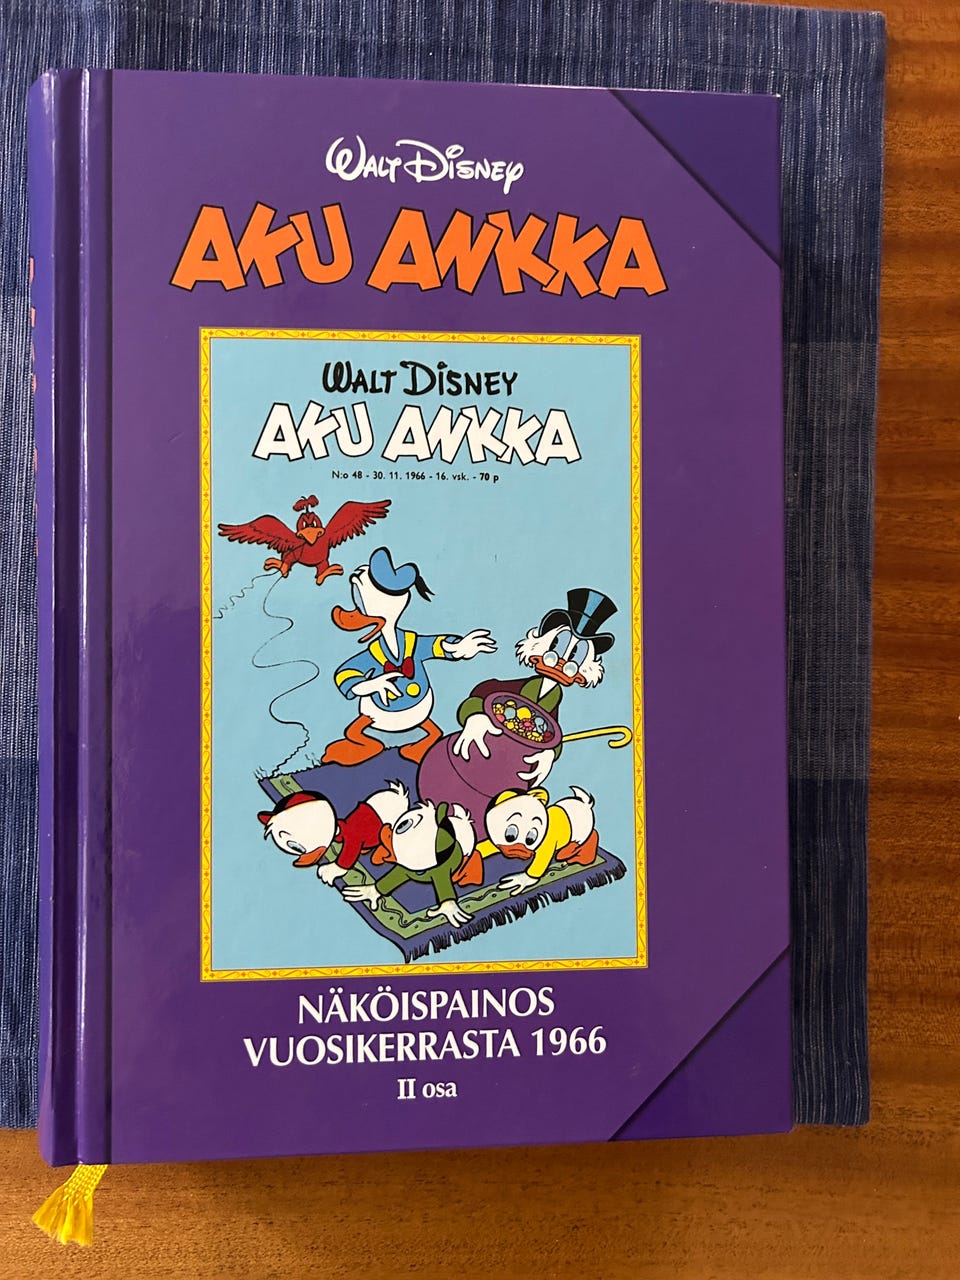 WALT DISNEY
AKU ANKKA
WALT DISNEY
AKU ANKKA
N:o 48 - 30. 11. 1966 - 16. vsk. - 70 p
NÄKÖISPAINOS
VUOSIKERRASTA 1966
II osa